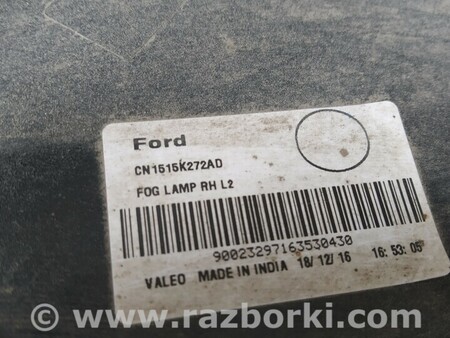 Ford
CN1515K272AD
FOG LAMP RH L2
90023297163530430
VALEO MADE IN INDIA 18/12/16 16:53:05
© www.razborki.com